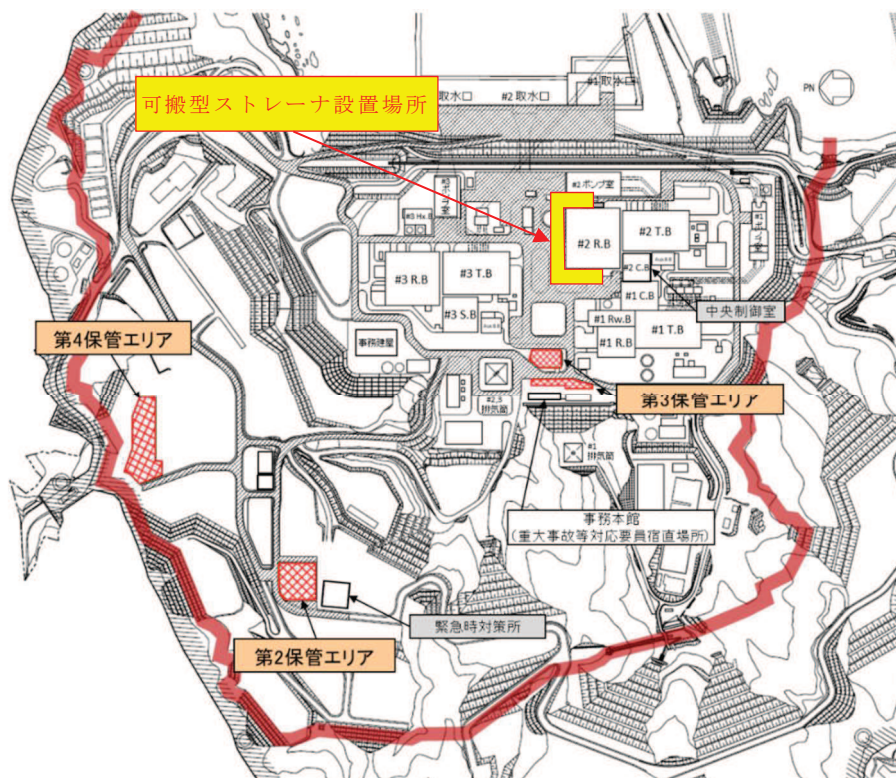 #1取水口
取水口
#2 取水口
PN
可搬型ストレーナ設置場所
#2 ポンプ室
#3 Hx.B
#2 R.B
#2 T.B
#2 C.B
#3 R.B
#3 T.B
#1 C.B
中央制御室
#3 S.B
#1 Rw.B
#1 R.B
#1 T.B
事務建屋
第4保管エリア
#2,3
排気筒
第3保管エリア
#1
排気筒
事務本館
(重大事故等対応要員宿直場所)
緊急時対策所
第2保管エリア